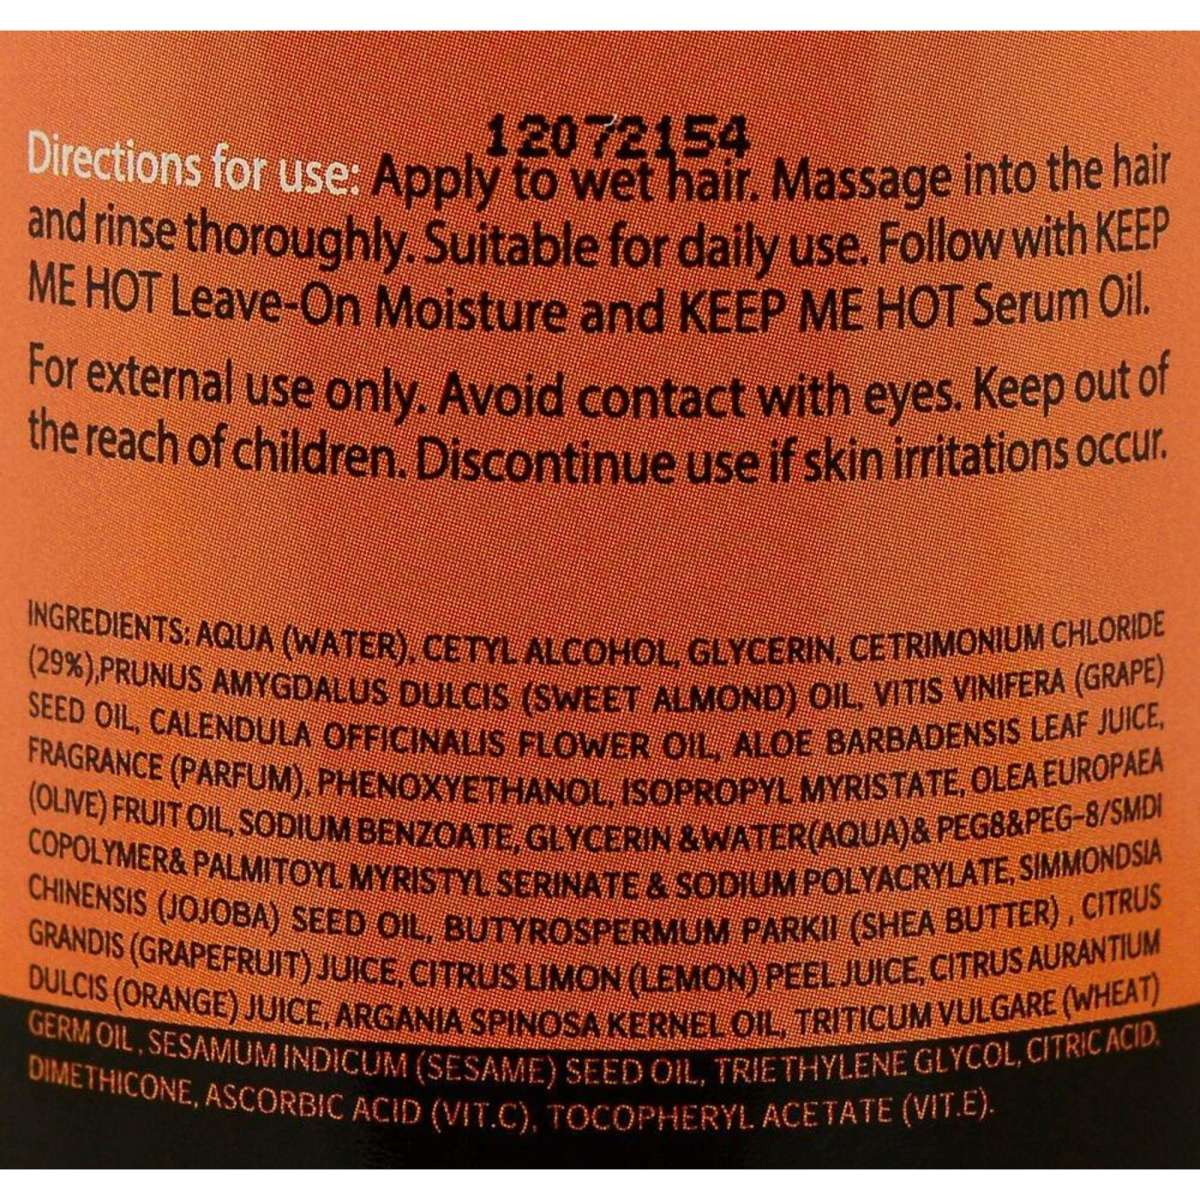 12072154
Directions for use: Apply to wet hair. Massage into the hair
and rinse thoroughly. Suitable for daily use. Follow with KEEP
ME HOT Leave-On Moisture and KEEP ME HOT Serum Oil.
For external use only. Avoid contact with eyes. Keep out of
the reach of children. Discontinue use if skin irritations occur.
INGREDIENTS: AQUA (WATER), CETYL ALCOHOL, GLYCERIN, CETRIMONIUM CHLORIDE
(29%),PRUNUS AMYGDALUS DULCIS (SWEET ALMOND) OIL, VITIS VINIFERA (GRAPE)
SEED OIL, CALENDULA OFFICINALIS FLOWER OIL, ALOE BARBADENSIS LEAF JUICE,
FRAGRANCE (PARFUM), PHENOXYETHANOL, ISOPROPYL MYRISTATE, OLEA EUROPAEA
(OLIVE) FRUIT OIL, SODIUM BENZOATE, GLYCERIN &WATER(AQUA)& PEG8&PEG-8/SMDI
COPOLYMER& PALMITOYL MYRISTYL SERINATE & SODIUM POLYACRYLATE, SIMMONDSIA
CHINENSIS (JOJOBA) SEED OIL, BUTYROSPERMUM PARKII (SHEA BUTTER) , CITRUS
GRANDIS (GRAPEFRUIT) JUICE, CITRUS LIMON (LEMON) PEEL JUICE, CITRUS AURANTIUM
DULCIS (ORANGE) JUICE, ARGANIA SPINOSA KERNEL OIL, TRITICUM VULGARE (WHEAT)
GERM OIL , SESAMUM INDICUM (SESAME) SEED OIL, TRIETHYLENE GLYCOL, CITRIC ACID,
DIMETHICONE, ASCORBIC ACID (VIT.C), TOCOPHERYL ACETATE (VIT.E).